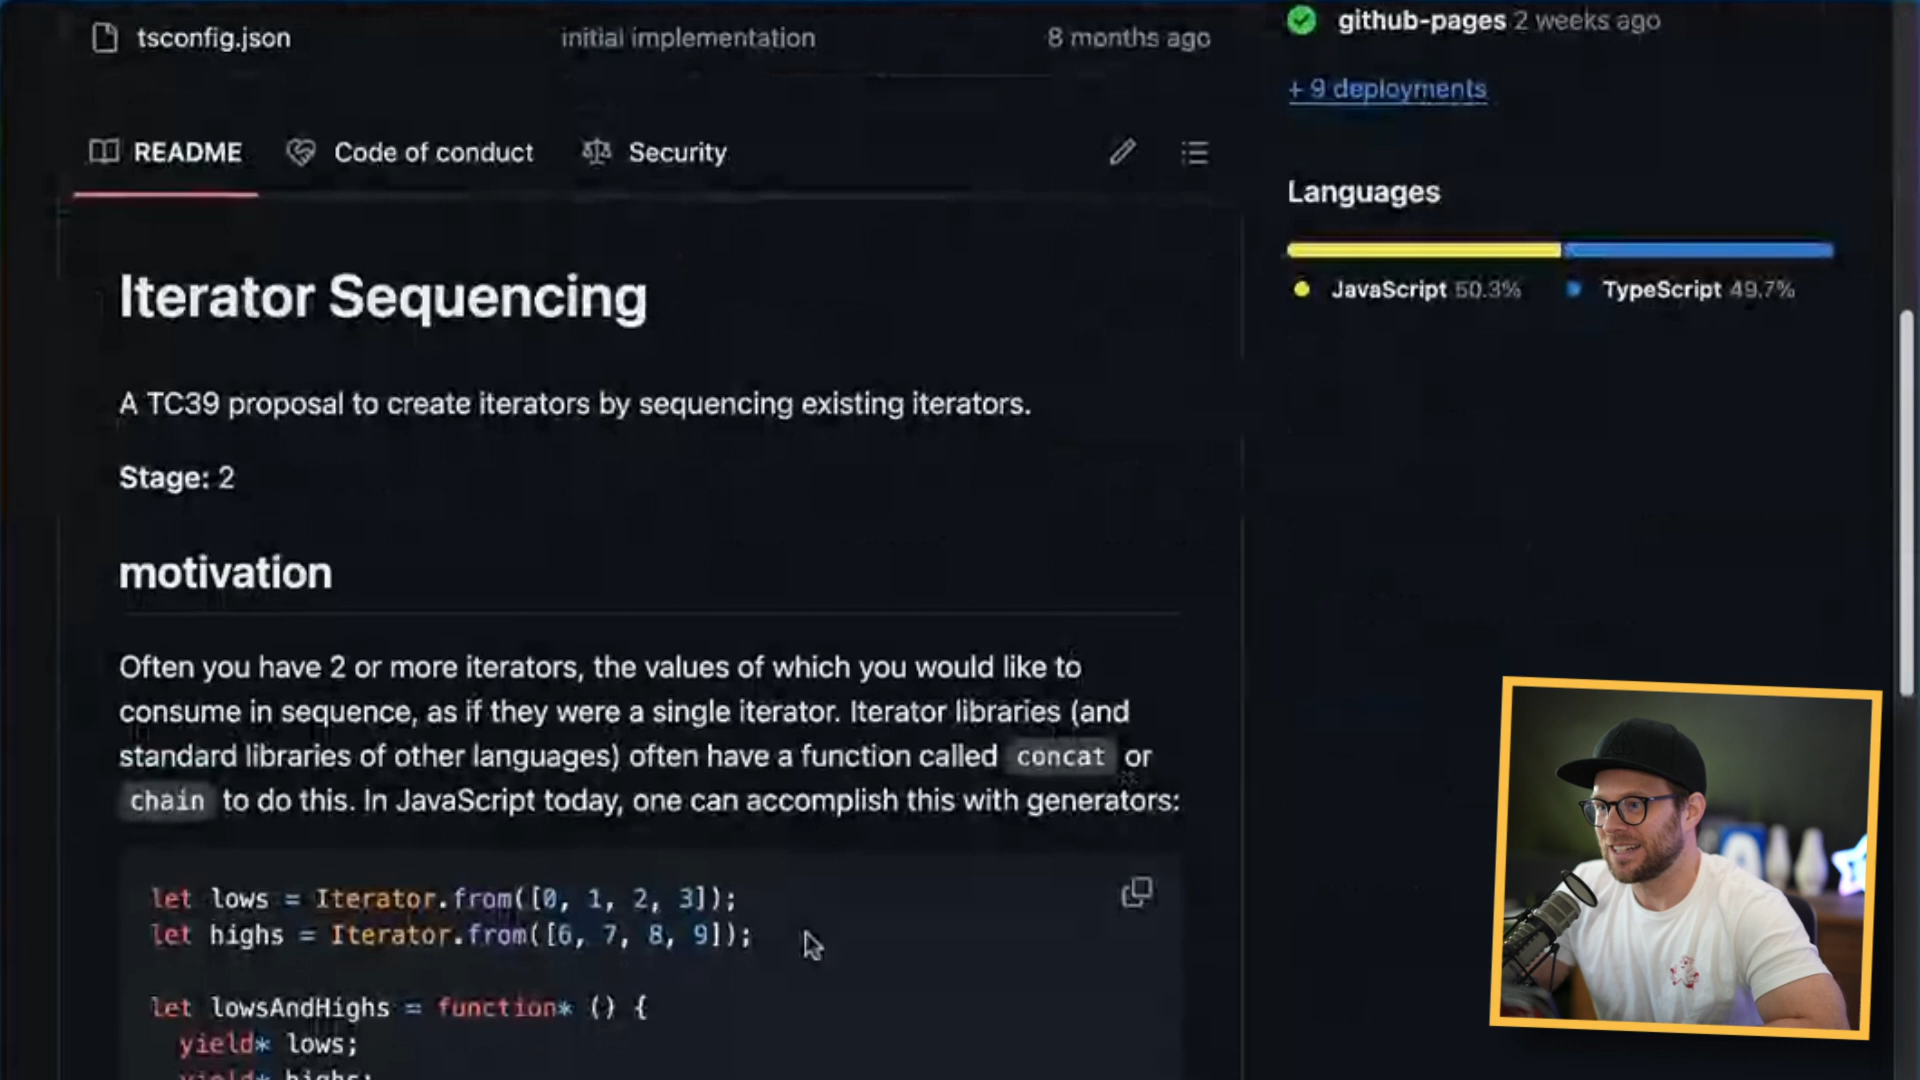 tsconfig.json initial implementation 8 months ago
github-pages 2 weeks ago
+ 9 deployments
README Code of conduct Security
Languages
JavaScript 50.3% TypeScript 49.7%
Iterator Sequencing
A TC39 proposal to create iterators by sequencing existing iterators.
Stage: 2
motivation
Often you have 2 or more iterators, the values of which you would like to
consume in sequence, as if they were a single iterator. Iterator libraries (and
standard libraries of other languages) often have a function called concat or
chain to do this. In JavaScript today, one can accomplish this with generators:
let lows = Iterator.from([0, 1, 2, 3]);
let highs = Iterator.from([6, 7, 8, 9]);
let lowsAndHighs = function* () {
yield* lows;
yield* highs;